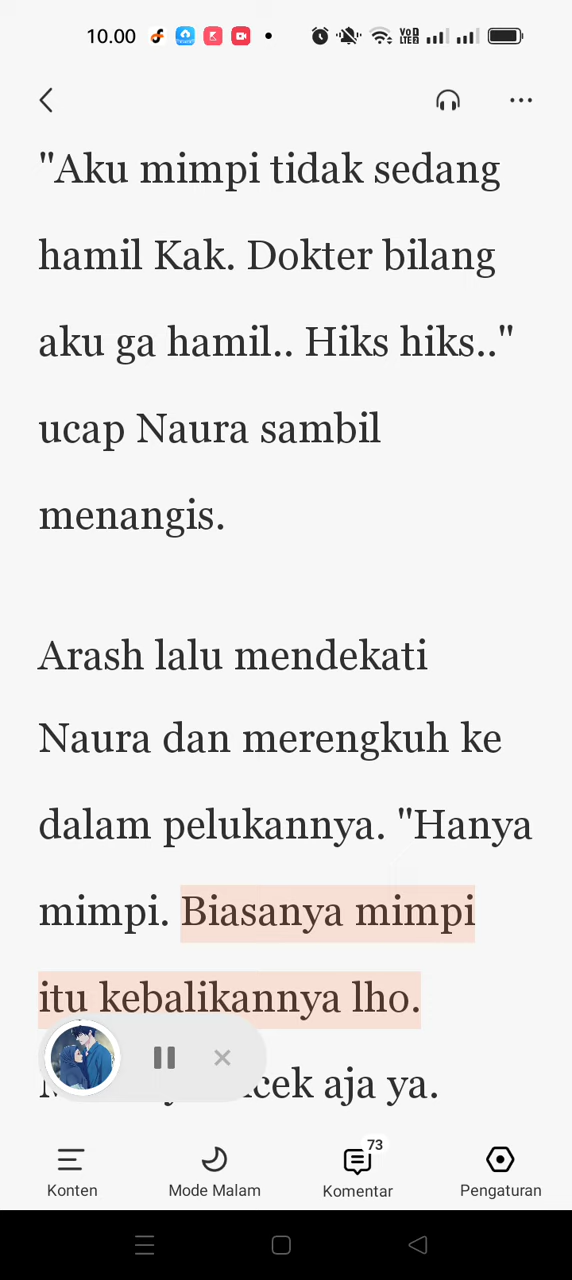 10.00
VoD
LTE2
"Aku mimpi tidak sedang
hamil Kak. Dokter bilang
aku ga hamil.. Hiks hiks.."
ucap Naura sambil
menangis.
Arash lalu mendekati
Naura dan merengkuh ke
dalam pelukannya. "Hanya
mimpi. Biasanya mimpi
itu kebalikannya lho.
cek aja ya.
73
Konten
Mode Malam
Komentar
Pengaturan